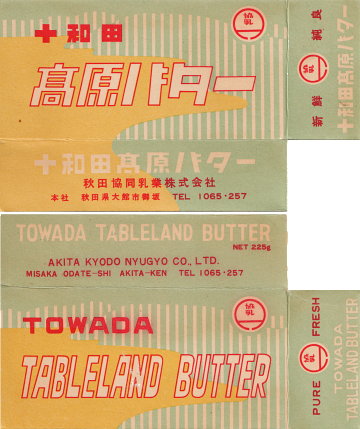 十和田
高原バター
純良
新鮮
十和田高原バター
十和田高原バター
秋田協同乳業株式会社
本社 秋田県大館市御坂 TEL 1065・257
TOWADA TABLELAND BUTTER
NET 225g
AKITA KYODO NYUGYO CO., LTD.
MISAKA ODATE-SHI AKITA-KEN TEL 1065・257
TOWADA
TABLELAND BUTTER
PURE FRESH
TOWADA
TABLELAND BUTTER